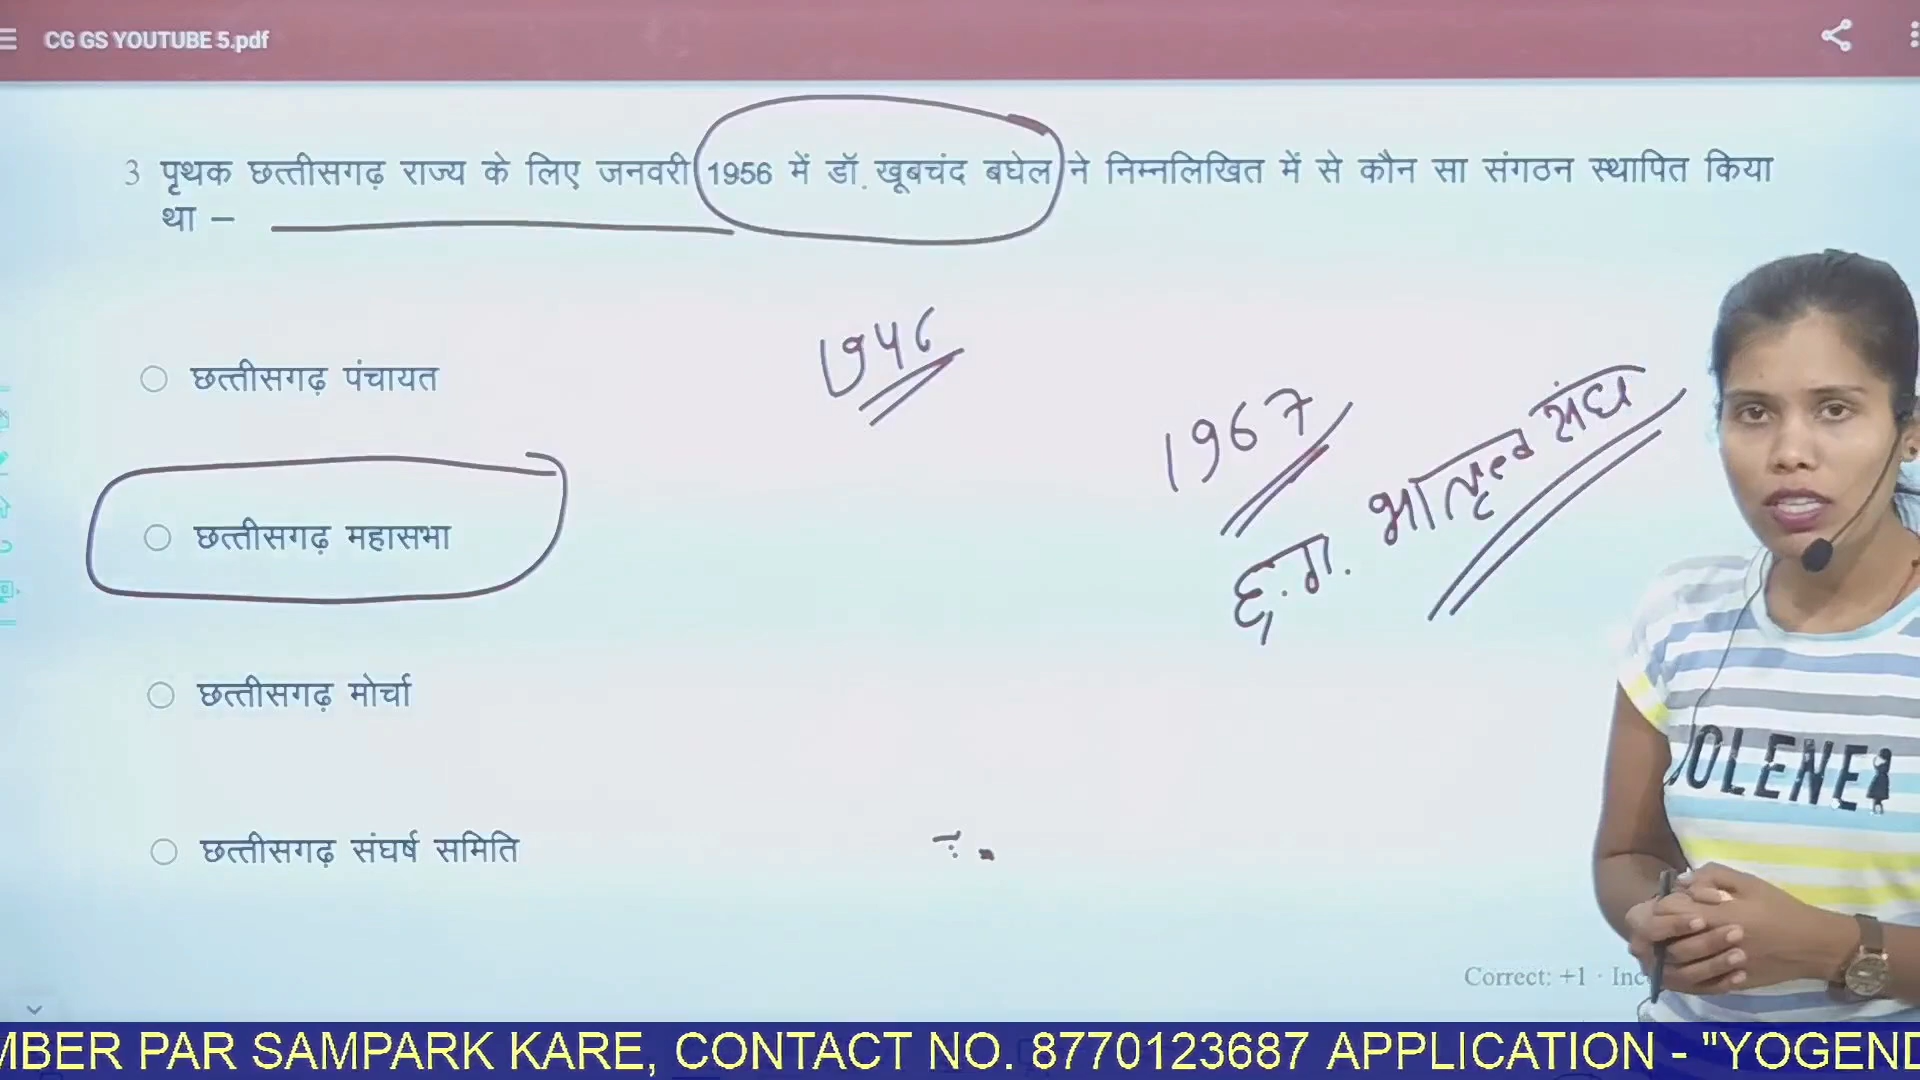 CG GS YOUTUBE 5.pdf
3 पृथक छत्तीसगढ़ राज्य के लिए जनवरी 1956 में डॉ. खूबचंद बघेल ने निम्नलिखित में से कौन सा संगठन स्थापित किया
था –
छत्तीसगढ़ पंचायत
छत्तीसगढ़ महासभा
छत्तीसगढ़ मोर्चा
छत्तीसगढ़ संघर्ष समिति
1967
छ.ग. भातृत्व संघ
OLENE
Correct: +1 · Inc
MBER PAR SAMPARK KARE, CONTACT NO. 8770123687 APPLICATION - "YOGEND